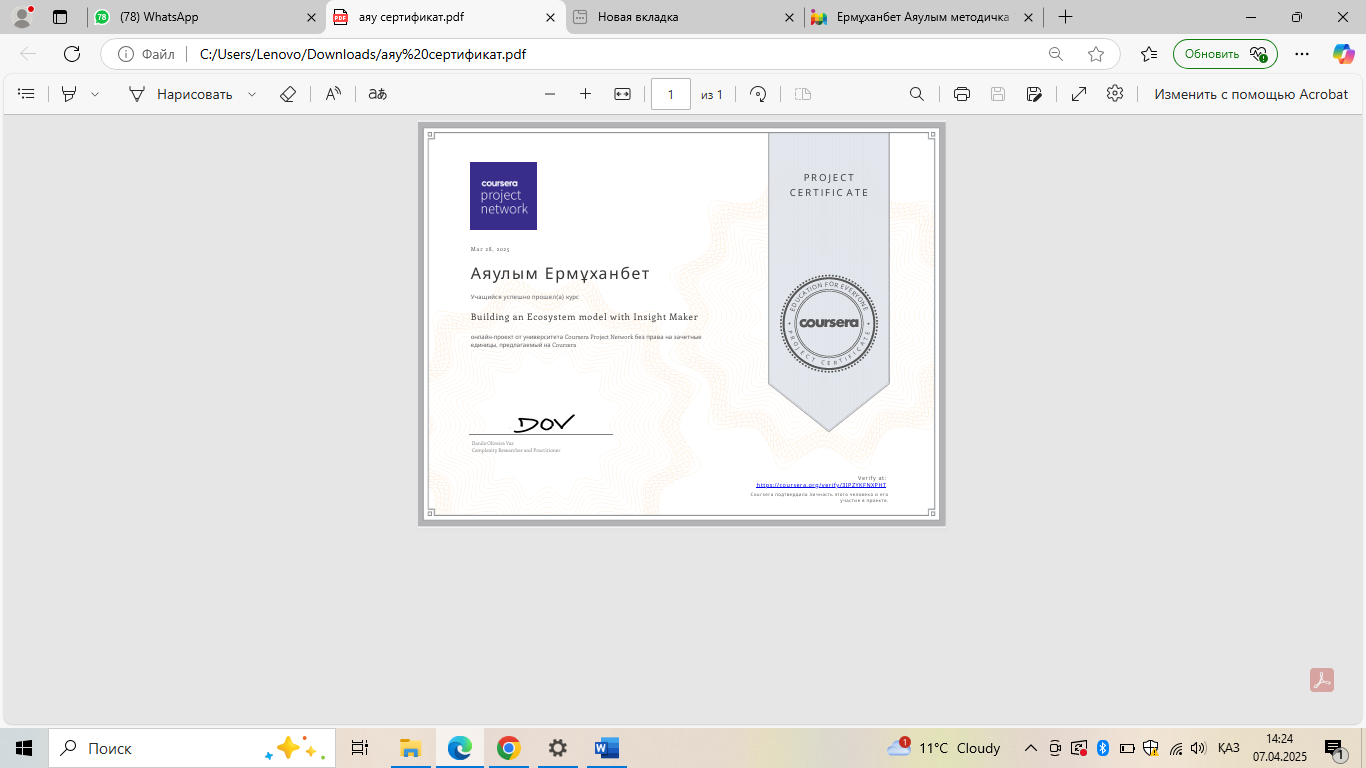 (78) WhatsApp
аяу сертификат.pdf
Новая вкладка
Ермұханбет Аяулым методичка
Файл
C:/Users/Lenovo/Downloads/аяу%20сертификат.pdf
Обновить
Нарисовать
аあ
1
из 1
Изменить с помощью Acrobat
coursera
project
network
PROJECT
CERTIFICATE
Mar 28, 2025
Аяулым Ермұханбет
Учащийся успешно прошел(а) курс
Building an Ecosystem model with Insight Maker
онлайн-проект от университета Coursera Project Network без права на зачетные
единицы, предлагаемый на Coursera
EDUCATION FOR EVERYONE
coursera
PROJECT CERTIFICATE
DOV
Danilo Oliveira Vaz
Complexity Researcher and Practitioner
Verify at:
https://coursera.org/verify/3IPZYKFNXPHT
Coursera подтвердила личность этого человека и его
участие в проекте.
Поиск
1
11°C Cloudy
ҚАЗ
14:24
07.04.2025
1